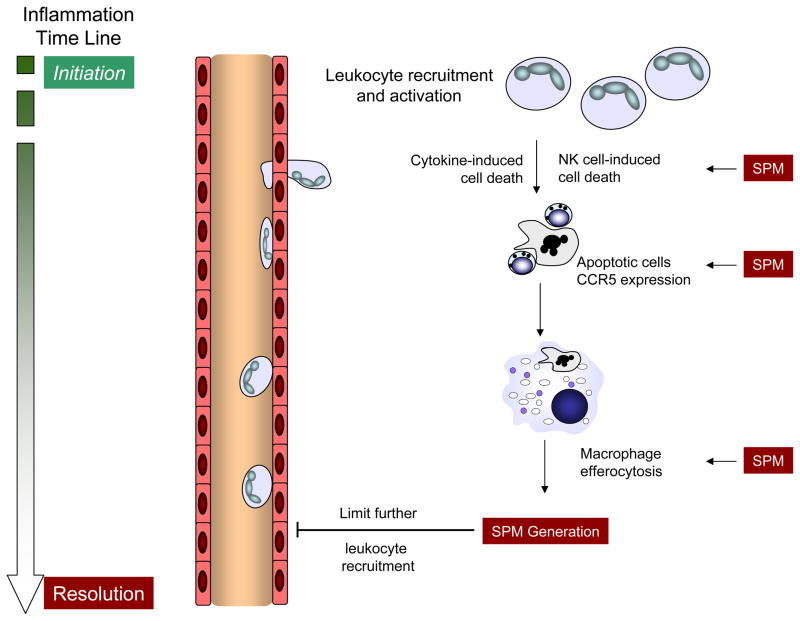 Inflammation
Time Line
Initiation
Leukocyte recruitment
and activation
Cytokine-induced
cell death
NK cell-induced
cell death
SPM
Apoptotic cells
CCR5 expression
SPM
Macrophage
efferocytosis
SPM
Limit further
leukocyte
recruitment
SPM Generation
Resolution